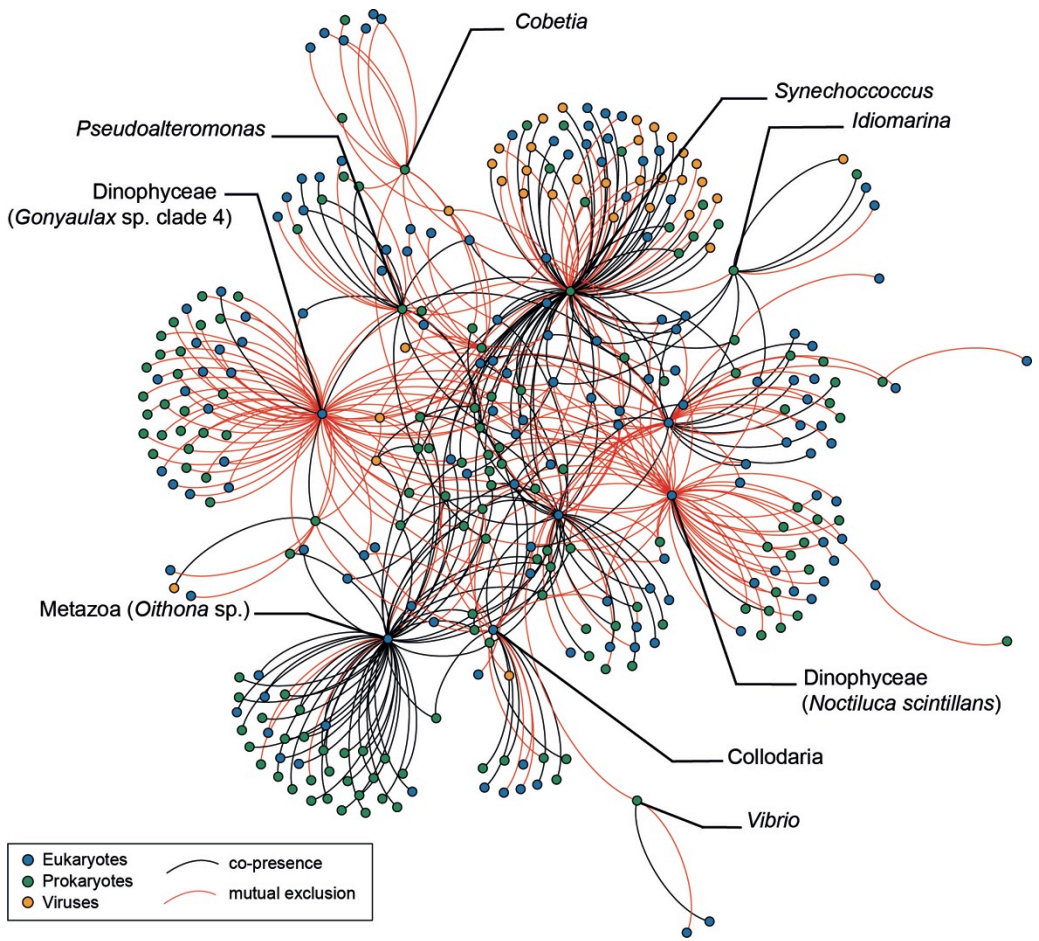 Cobetia
Synechoccoccus
Pseudoalteromonas
Idiomarina
Dinophyceae
(Gonyaulax sp. clade 4)
Metazoa (Oithona sp.)
Dinophyceae
(Noctiluca scintillans)
Collodaria
Vibrio
Eukaryotes
Prokaryotes
Viruses
co-presence
mutual exclusion